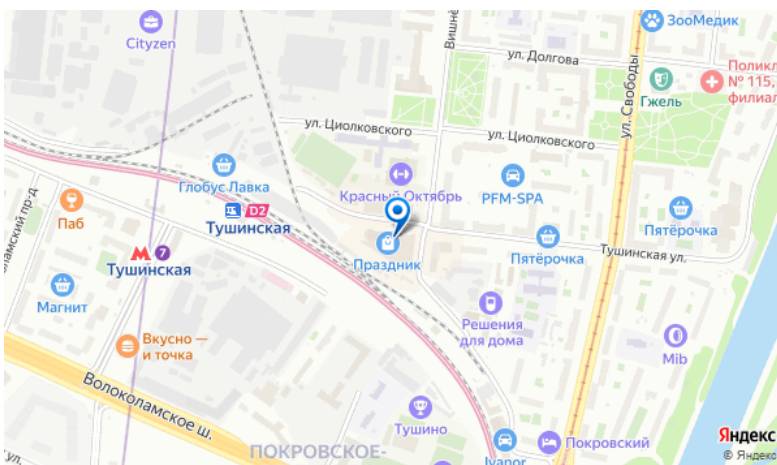 Cityzen
Вишнё
ул. Свободы
ЗооМедик
ул. Долгова
Гжель
Поликл
№ 115,
филиал
ул. Циолковского
ул. Циолковского
Глобус Лавка
Красный Октябрь
PFM-SPA
Паб
D2
Тушинская
7
Тушинская
Праздник
Пятёрочка
Пятёрочка
Тушинская ул.
Магнит
Вкусно —
и точка
Решения
для дома
Mib
Волоколамское ш.
Тушино
ПОКРОВСКОЕ-
Покровский
Яндекс
© Яндекс